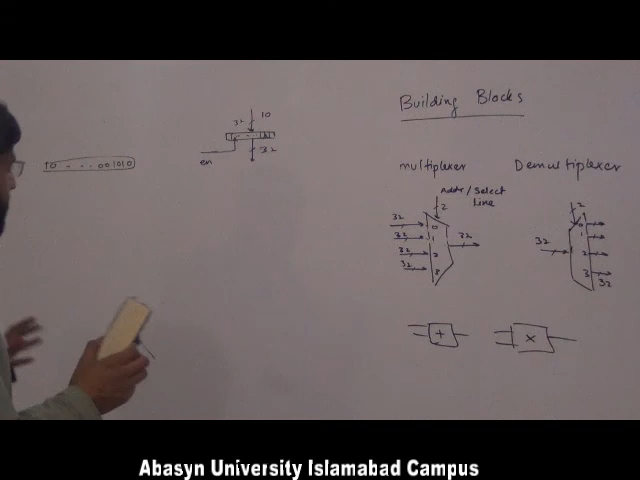 10
32
32
en
10 - - - 001010
Building Blocks
multiplexer
Demultiplexer
Addr/Select
Line
2
2
32
32
32
32
0
1
2
3
32
32
0
1
2
3
32
+
x
Abasyn University Islamabad Campus